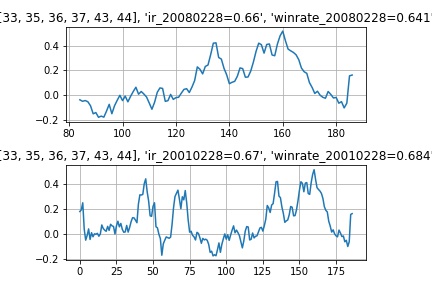 [33, 35, 36, 37, 43, 44], 'ir_20080228=0.66', 'winrate_20080228=0.641'
0.4
0.2
0.0
−0.2
80 100 120 140 160 180
[33, 35, 36, 37, 43, 44], 'ir_20010228=0.67', 'winrate_20010228=0.684'
0.4
0.2
0.0
−0.2
0 25 50 75 100 125 150 175